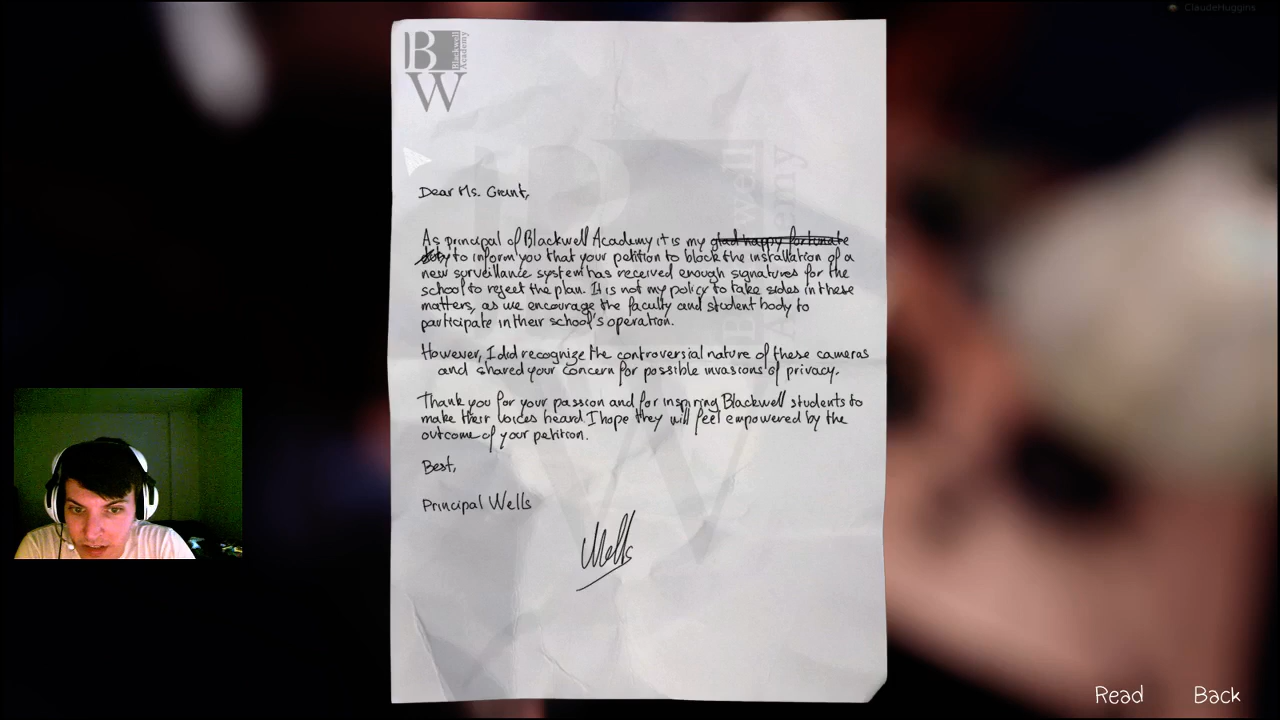 ClaudeHuggins
B
Blackwell
Academy
W
Dear Ms. Grant,
As principal of Blackwell Academy it is my glad happy fortunate
duty to inform you that your petition to block the installation of a
new surveillance system has received enough signatures for the
school to reject the plan. It is not my policy to take sides in these
matters, as we encourage the faculty and student body to
participate in their school's operation.
However, I did recognize the controversial nature of these cameras
and shared your concern for possible invasions of privacy.
Thank you for your passion and for inspiring Blackwell students to
make their voices heard I hope they will feel empowered by the
outcome of your petition.
Best,
Principal Wells
Wells
Read Back